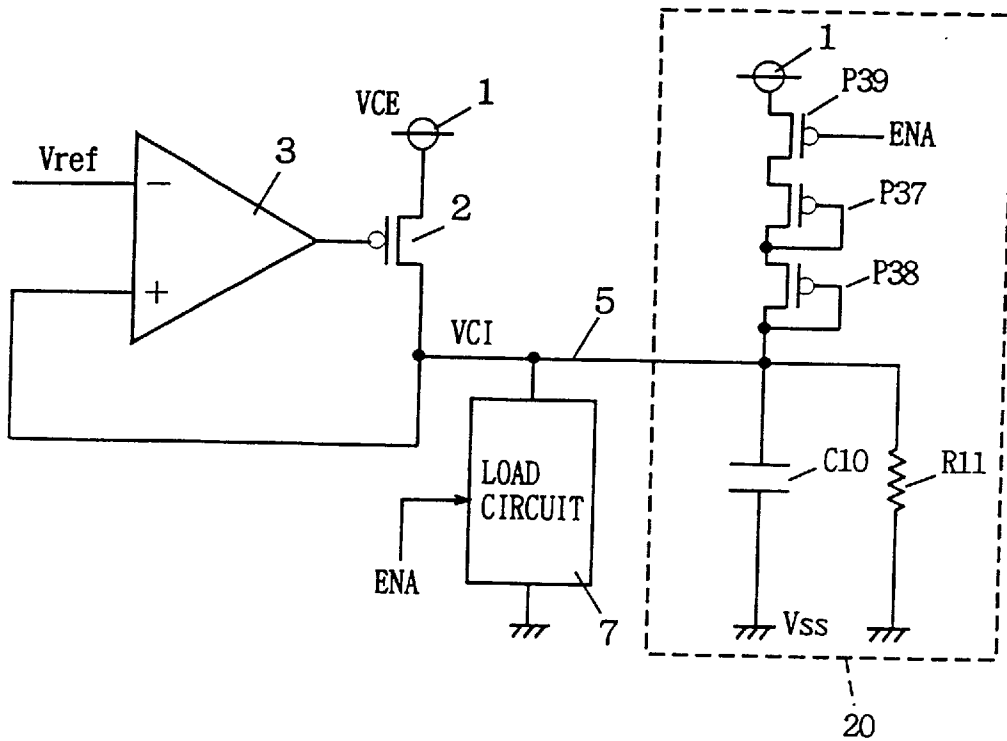 1
P39
VCE
1
ENA
Vref
−
3
2
P37
+
P38
VCI
5
C10
R11
LOAD
CIRCUIT
ENA
7
Vss
20